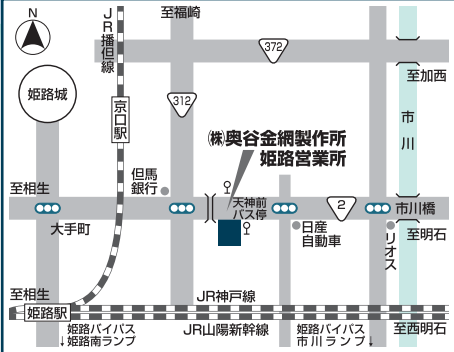 N
至福崎
JR播但線
372
至加西
姫路城
京口駅
312
市川
㈱奥谷金網製作所
姫路営業所
但馬
銀行
至相生
天神前
バス停
2
市川橋
大手町
日産
自動車
リオス
至明石
至相生
JR神戸線
姫路駅
JR山陽新幹線
至西明石
姫路バイパス
↓姫路南ランプ
姫路バイパス
市川ランプ↓